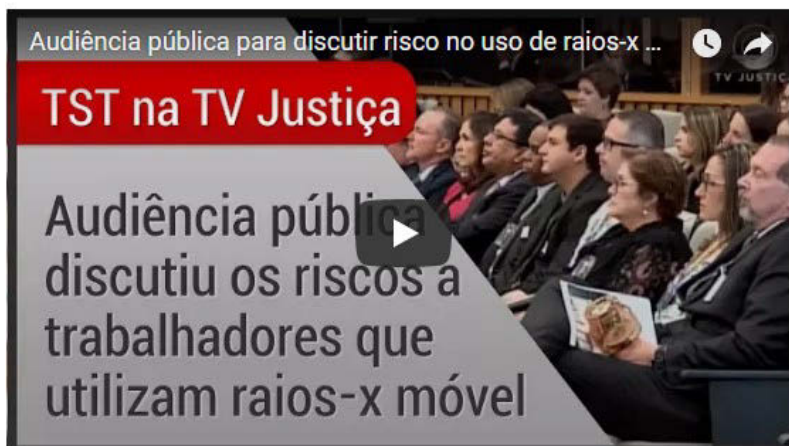 Audiência pública para discutir risco no uso de raios-x ...
TV JUSTIÇ
TST na TV Justiça
Audiência pública
discutiu os riscos a
trabalhadores que
utilizam raios-x móvel